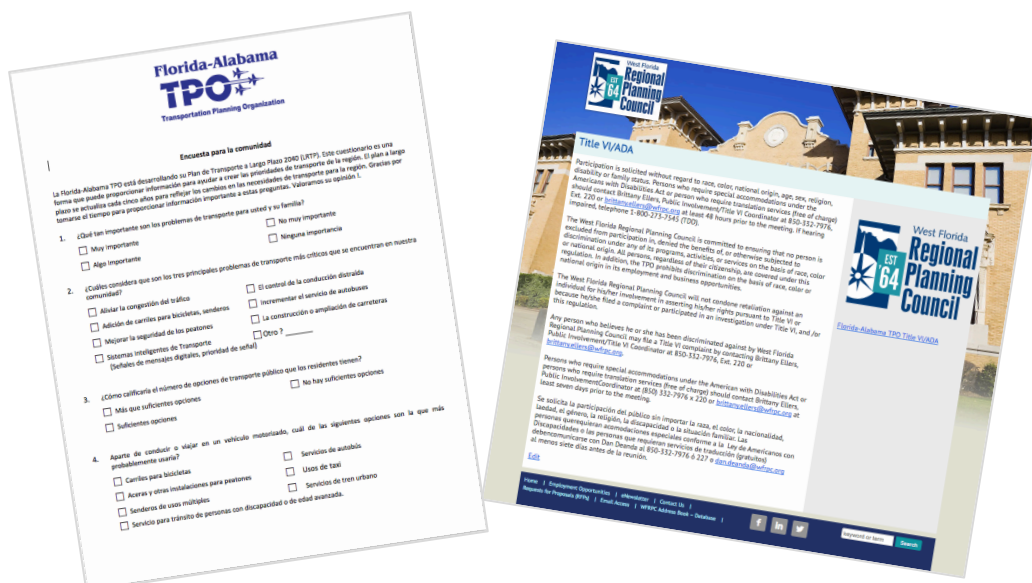 Florida-Alabama
TPO
Transportation Planning Organization
Encuesta para la comunidad
La Florida-Alabama TPO está desarrollando su Plan de Transporte a Largo Plazo 2040 (LRTP). Este cuestionario es una
forma que puede proporcionar información para ayudar a crear las prioridades de transporte de la región. El plan a largo
plazo se actualiza cada cinco años para reflejar los cambios en las necesidades de transporte para la región. Gracias por
tomarse el tiempo para proporcionar información importante a estas preguntas. Valoramos su opinión !.
1. ¿Qué tan importante son los problemas de transporte para usted y su familia?
Muy importante
No muy importante
Algo importante
Ninguna importancia
2. ¿Cuáles considera que son los tres principales problemas de transporte más críticos que se encuentran en nuestra
comunidad?
Aliviar la congestión del tráfico
El control de la conducción distraída
Adición de carriles para bicicletas, senderos
Incrementar el servicio de autobuses
Mejorar la seguridad de los peatones
La construcción o ampliación de carreteras
Sistemas inteligentes de Transporte
Otro ? ______
(Señales de mensajes digitales, prioridad de señal)
3. ¿Cómo calificaría el número de opciones de transporte público que los residentes tienen?
Más que suficientes opciones
No hay suficientes opciones
Suficientes opciones
4. Aparte de conducir o viajar en un vehículo motorizado, cuál de las siguientes opciones son la que más
probablemente usaría?
Carriles para bicicletas
Servicios de autobús
Aceras y otras instalaciones para peatones
Usos de taxi
Senderos de usos múltiples
Servicios de tren urbano
Servicio para tránsito de personas con discapacidad o de edad avanzada.
West Florida
Regional
Planning
Council
EST
64
Title VI/ADA
Participation is solicited without regard to race, color, national origin, age, sex, religion,
disability or family status. Persons who require special accommodations under the
Americans with Disabilities Act or person who require translation services (free of charge)
should contact Brittany Ellers, Public Involvement/Title VI Coordinator at 850-332-7976,
Ext. 220 or brittany.ellers@wfrpc.org at least 48 hours prior to the meeting. If hearing
impaired, telephone 1-800-273-7545 (TDD).
The West Florida Regional Planning Council is committed to ensuring that no person is
excluded from participation in, denied the benefits of, or otherwise subjected to
discrimination under any of its programs, activities, or services on the basis of race, color
or national origin. All persons, regardless of their citizenship, are covered under this
regulation. In addition, the TPO prohibits discrimination on the basis of race, color or
national origin in its employment and business opportunities.
The West Florida Regional Planning Council will not condone retaliation against an
individual for his/her involvement in asserting his/her rights pursuant to Title VI or
because he/she filed a complaint or participated in an investigation under Title VI, and/or
this regulation.
Any person who believes he or she has been discriminated against by West Florida
Regional Planning Council may file a Title VI complaint by contacting Brittany Ellers,
Public Involvement/Title VI Coordinator at 850-332-7976, Ext. 220 or
brittany.ellers@wfrpc.org.
Persons who require special accommodations under the American with Disabilities Act or
persons who require translation services (free of charge) should contact Brittany Ellers,
Public InvolvementCoordinator at (850) 332-7976 x 220 or brittany.ellers@wfrpc.org at
least seven days prior to the meeting.
Se solicita la participación del público sin importar la raza, el color, la nacionalidad,
laedad, el género, la religión, la discapacidad o la situación familiar. Las
personas querequieran acomodaciones especiales conforme a la Ley de Americanos con
Discapacidades o las personas que requieran servicios de traducción (gratuitos)
debencomunicarse con Dan Deanda al 850-332-7976 ó 227 o dan.deanda@wfrpc.org
al menos siete días antes de la reunión.
Edit
West Florida
Regional
Planning
Council
EST
64
Florida-Alabama TPO Title VI/ADA
Home | Employment Opportunities | eNewsletter | Contact Us |
Requests for Proposals (RFPs) | Email Access | WFRPC Address Book – Database |
f in
keyword or term
Search